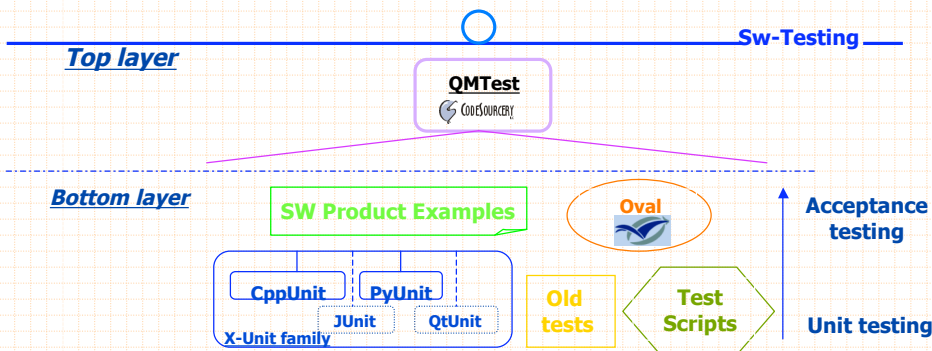 Sw-Testing
Top layer
QMTest
CodeSourcery
Bottom layer
SW Product Examples
Oval
Acceptance
testing
CppUnit
PyUnit
JUnit
QtUnit
X-Unit family
Old
tests
Test
Scripts
Unit testing